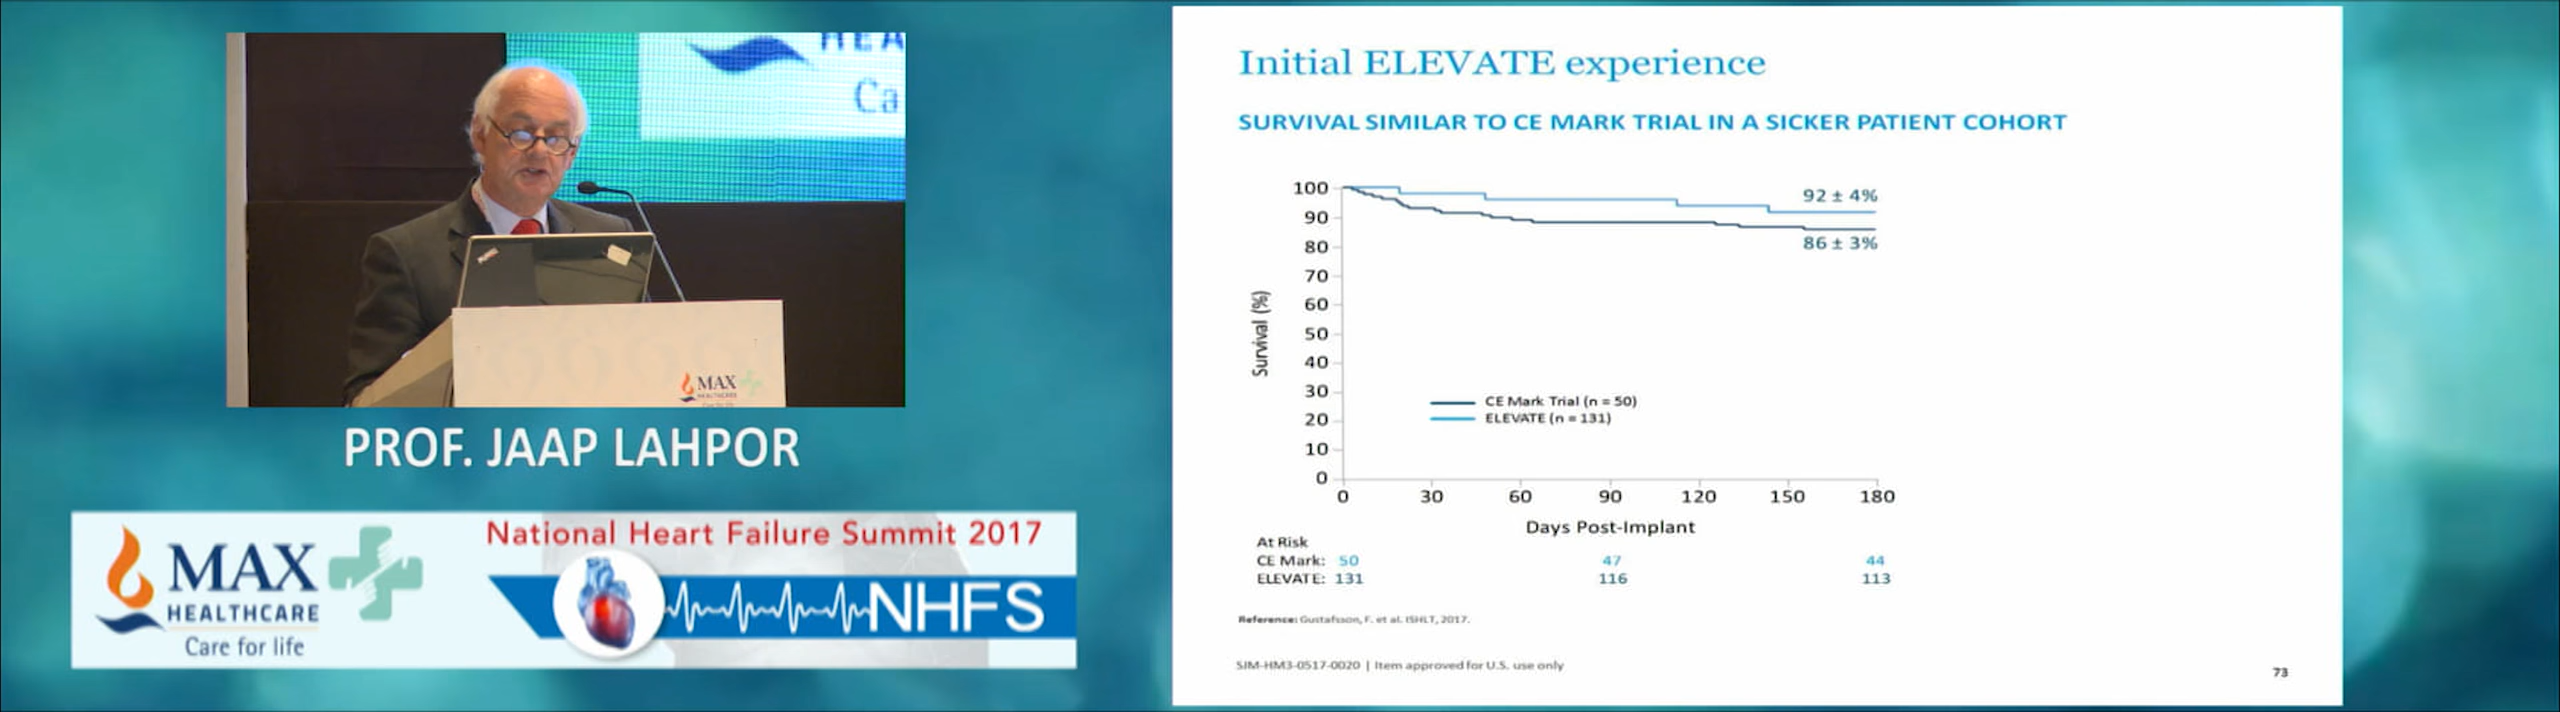 HEA
Ca
MAX
HEALTHCARE
PROF. JAAP LAHPOR
MAX
HEALTHCARE
Care for life
National Heart Failure Summit 2017
NHFS
Initial ELEVATE experience
SURVIVAL SIMILAR TO CE MARK TRIAL IN A SICKER PATIENT COHORT
100
90
80
70
60
50
40
30
20
10
0
Survival (%)
92 ± 4%
86 ± 3%
CE Mark Trial (n = 50)
ELEVATE (n = 131)
0 30 60 90 120 150 180
Days Post-Implant
At Risk
CE Mark: 50 47 44
ELEVATE: 131 116 113
Reference: Gustafsson, F. et al. ISHLT, 2017.
SJM-HM3-0517-0020 | Item approved for U.S. use only
73